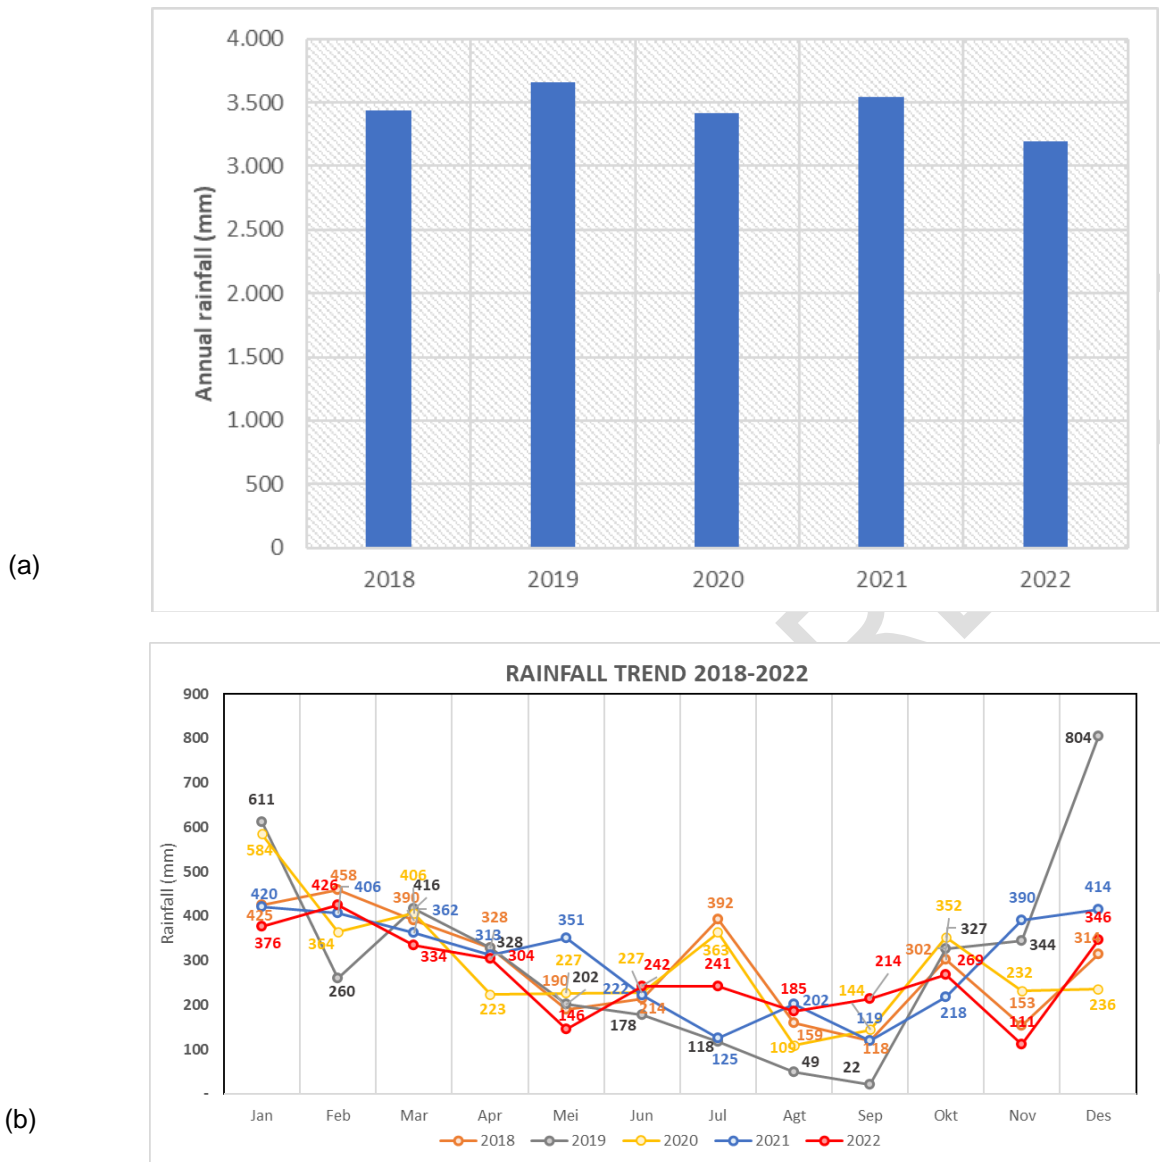 4.000
3.500
3.000
2.500
2.000
1.500
1.000
500
0
Annual rainfall (mm)
2018 2019 2020 2021 2022
(a)
RAINFALL TREND 2018-2022
900
800
700
600
500
400
300
200
100
-
Rainfall (mm)
611 584 420 425 376
458 426 406 364 260
406 416 390 362 334
328 313 328 304 223
351 227 190 202 146
227 242 222 214 178
392 363 241 118 125
185 202 159 109 49
214 144 119 118 22
352 327 302 269 218
390 344 232 153 111
804 414 346 314 236
Jan Feb Mar Apr Mei Jun Jul Agt Sep Okt Nov Des
2018 2019 2020 2021 2022
(b)